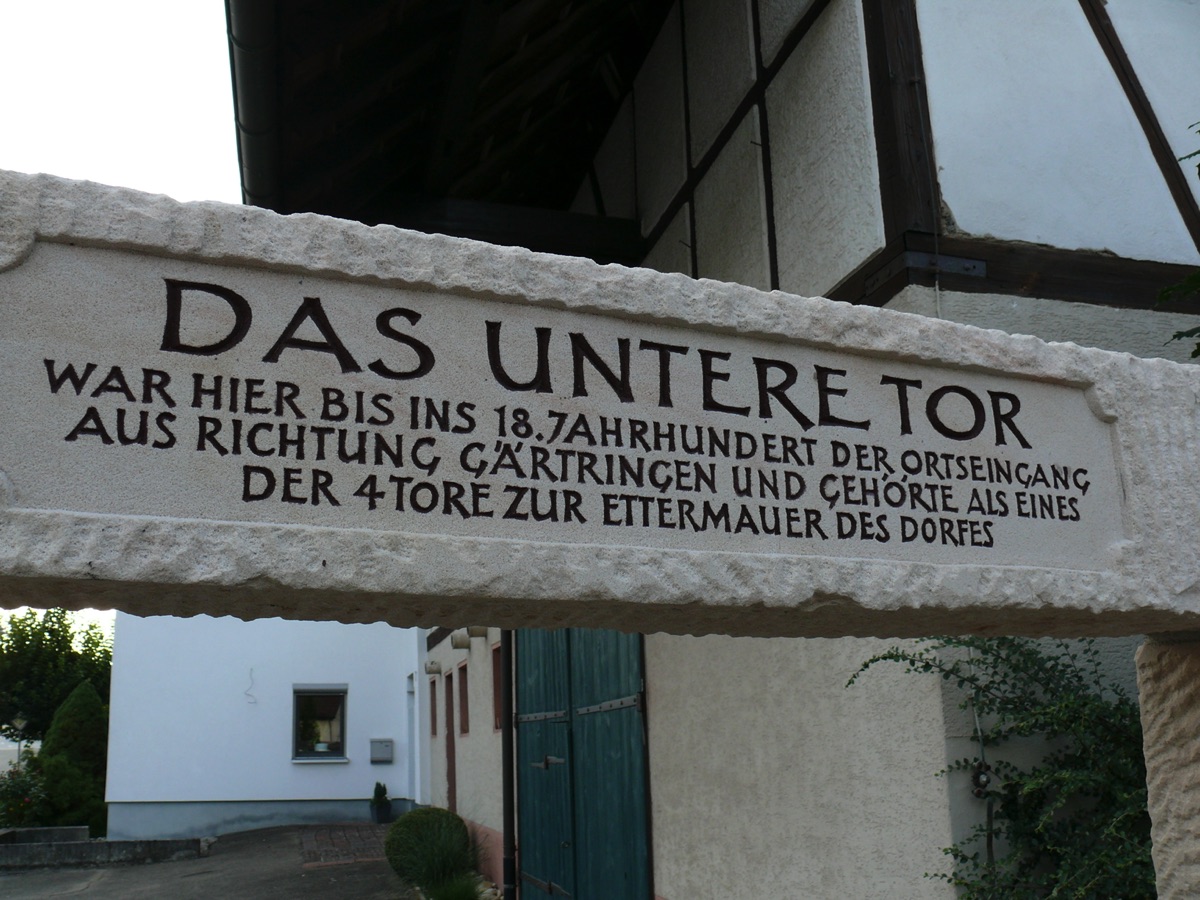 DAS UNTERE TOR
WAR HIER BIS INS 18. JAHRHUNDERT DER ORTSEINGANG
AUS RICHTUNG GÄRTRINGEN UND GEHÖRTE ALS EINES
DER 4 TORE ZUR ETTERMAUER DES DORFES